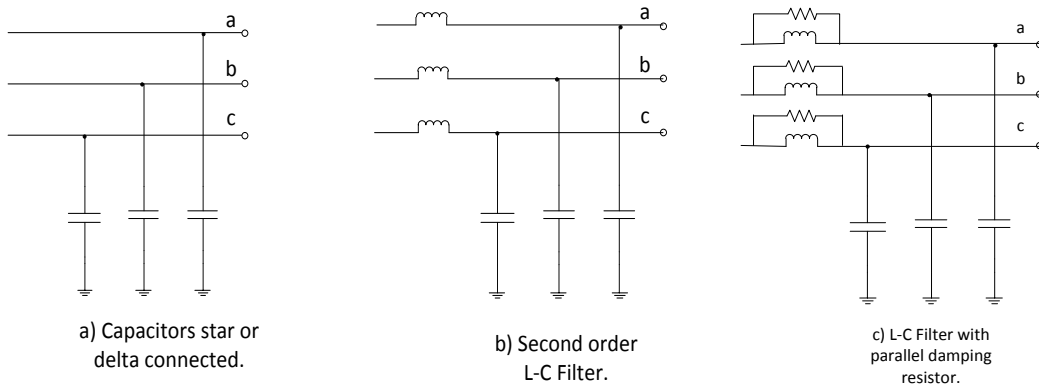 a
b
c
a) Capacitors star or
delta connected.
a
b
c
b) Second order
L-C Filter.
a
b
c
c) L-C Filter with
parallel damping
resistor.